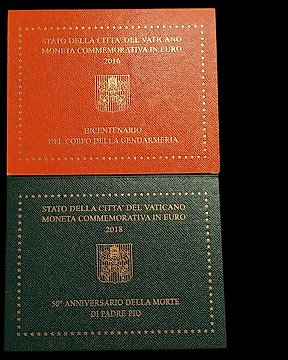 STATO DELLA CITTA' DEL VATICANO
MONETA COMMEMORATIVA IN EURO
2016
BICENTENARIO
DEL CORPO DELLA GENDARMERIA
STATO DELLA CITTA' DEL VATICANO
MONETA COMMEMORATIVA IN EURO
2018
50° ANNIVERSARIO DELLA MORTE
DI PADRE PIO